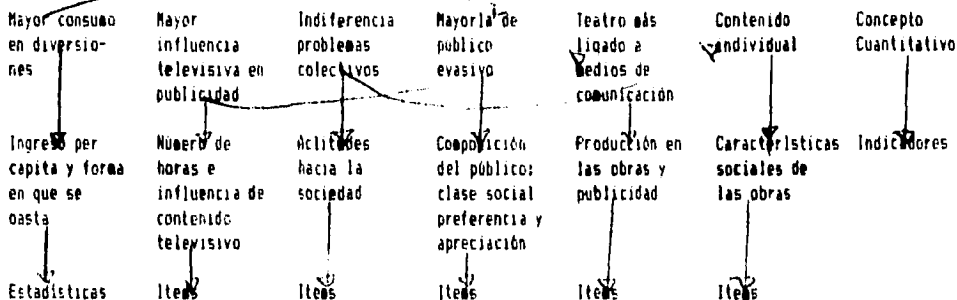 Mayor consumo en diversio- nes
Mayor influencia televisiva en publicidad
Indiferencia problemas colectivos
Mayoría de público evasivo
Teatro más ligado a medios de comunicación
Contenido individual
Concepto Cuantitativo
Ingreso per capita y forma en que se gasta
Número de horas e influencia de contenido televisivo
Actitudes hacia la sociedad
Composición del público: clase social preferencia y apreciación
Producción en las obras y publicidad
Características sociales de las obras
Indicadores
Estadísticas
Items
Items
Items
Items
Items